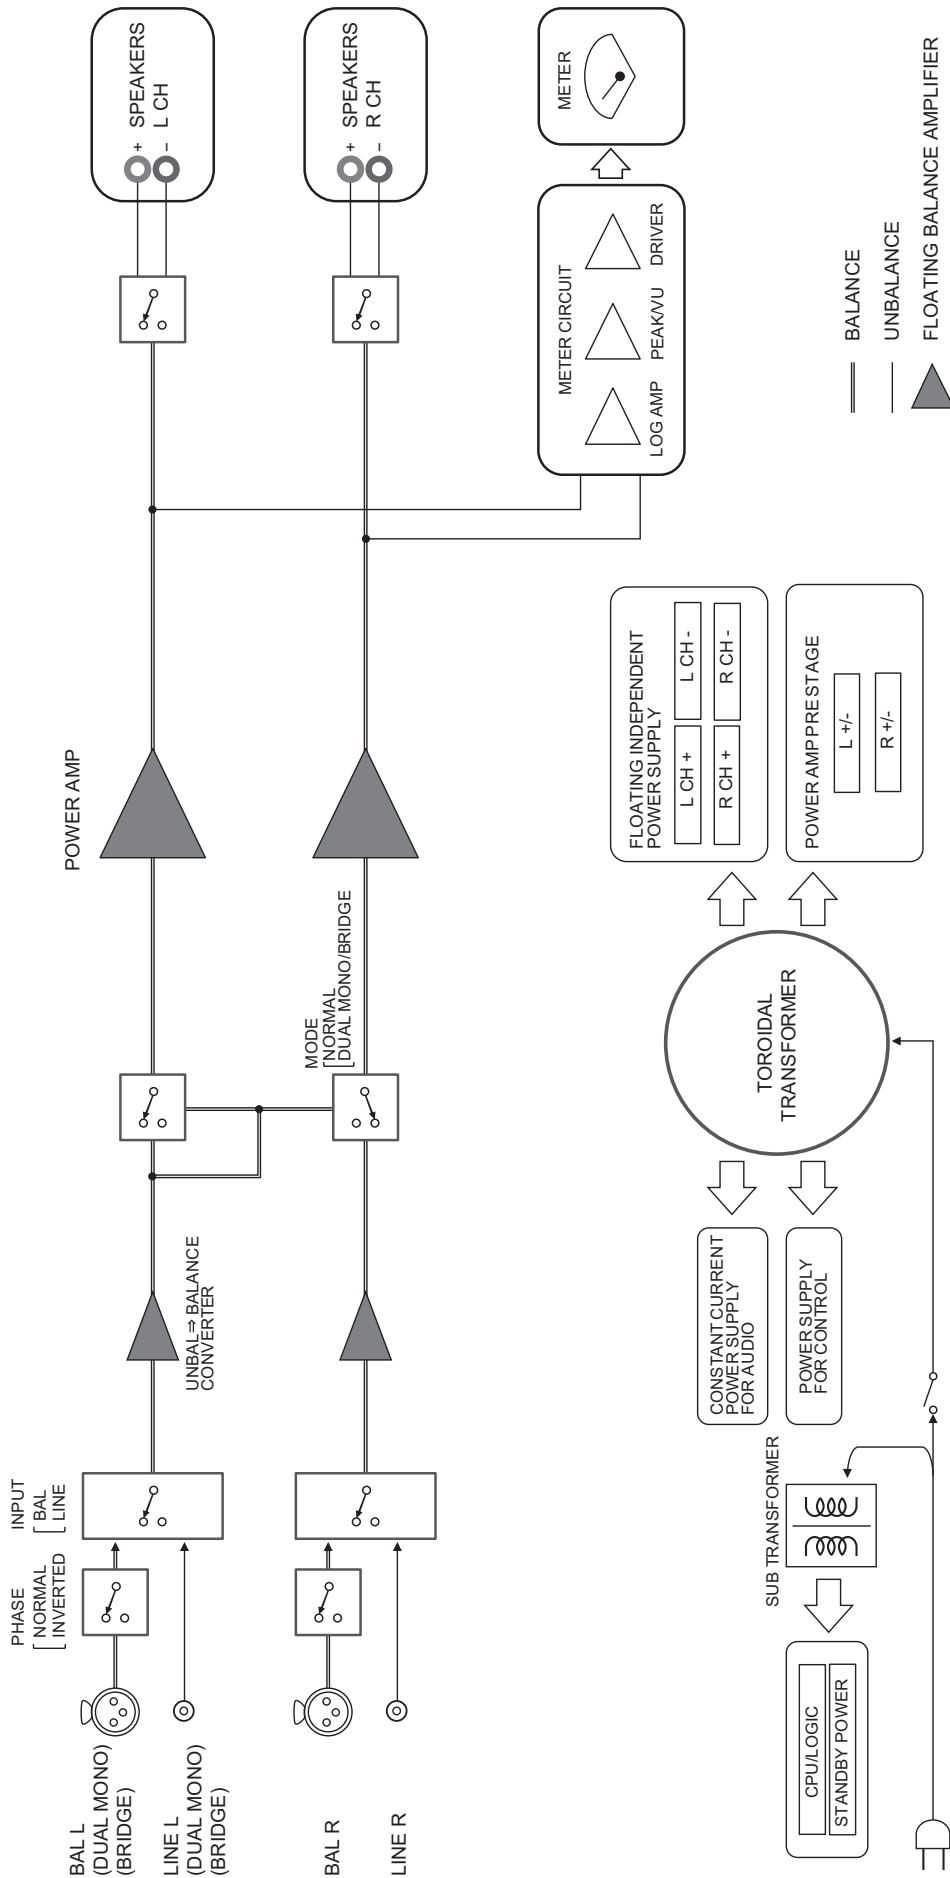 BAL L
(DUAL MONO)
(BRIDGE)
LINE L
(DUAL MONO)
(BRIDGE)
PHASE
NORMAL
INVERTED
INPUT
BAL
LINE
UNBAL⇒BALANCE
CONVERTER
POWER AMP
+
SPEAKERS
L CH
−
BAL R
LINE R
MODE
NORMAL
DUAL MONO/BRIDGE
+
SPEAKERS
R CH
−
METER CIRCUIT
LOG AMP
PEAK/VU
DRIVER
METER
CPU/LOGIC
STANDBY POWER
SUB TRANSFORMER
CONSTANT CURRENT
POWER SUPPLY
FOR AUDIO
POWER SUPPLY
FOR CONTROL
TOROIDAL
TRANSFORMER
FLOATING INDEPENDENT
POWER SUPPLY
L CH +
L CH -
R CH +
R CH -
POWER AMP PRE STAGE
L +/-
R +/-
BALANCE
UNBALANCE
FLOATING BALANCE AMPLIFIER